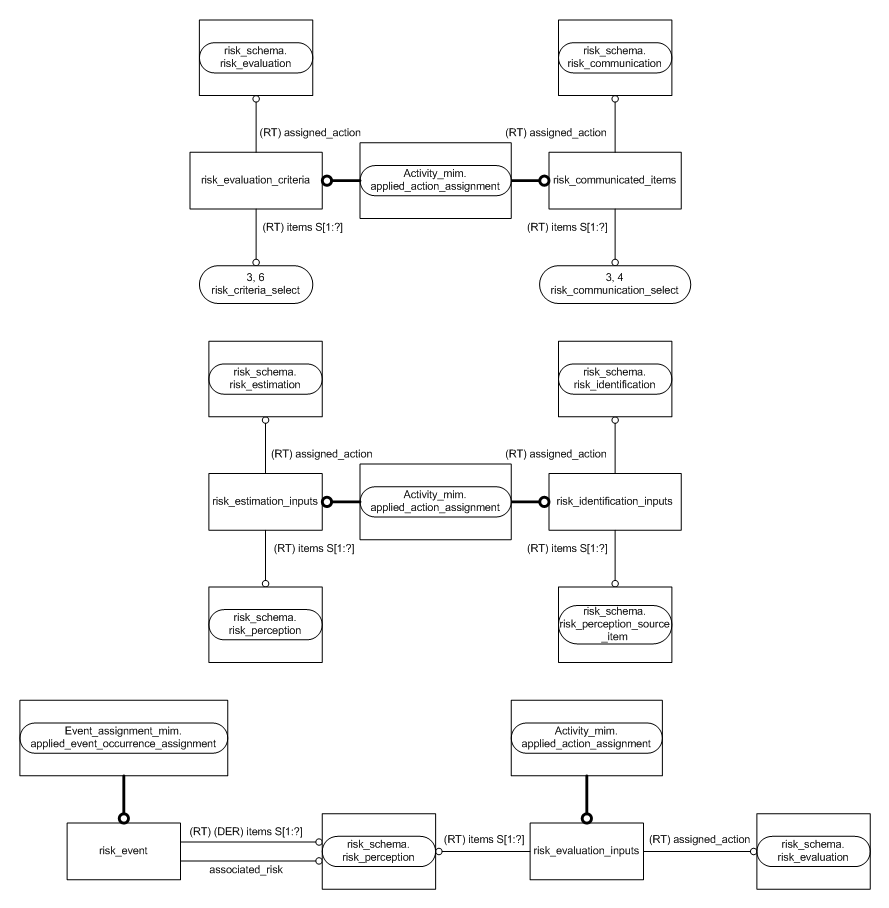 risk_schema.
risk_evaluation
risk_schema.
risk_communication
(RT) assigned_action
(RT) assigned_action
risk_evaluation_criteria
Activity_mim.
applied_action_assignment
risk_communicated_items
(RT) items S[1:?]
(RT) items S[1:?]
3, 6
risk_criteria_select
3, 4
risk_communication_select
risk_schema.
risk_estimation
risk_schema.
risk_identification
(RT) assigned_action
(RT) assigned_action
risk_estimation_inputs
Activity_mim.
applied_action_assignment
risk_identification_inputs
(RT) items S[1:?]
(RT) items S[1:?]
risk_schema.
risk_perception
risk_schema.
risk_perception_source
_item
Event_assignment_mim.
applied_event_occurrence_assignment
Activity_mim.
applied_action_assignment
risk_event
(RT) (DER) items S[1:?]
associated_risk
risk_schema.
risk_perception
(RT) items S[1:?]
risk_evaluation_inputs
(RT) assigned_action
risk_schema.
risk_evaluation